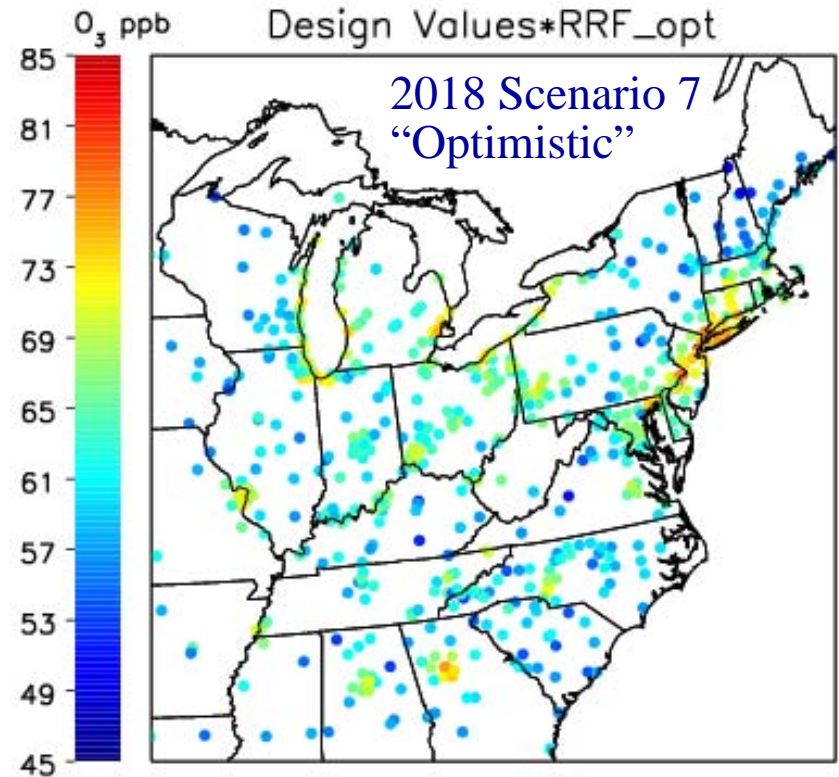 O3 ppb
Design Values*RRF_opt
2018 Scenario 7
“Optimistic”
85
81
77
73
69
65
61
57
53
49
45